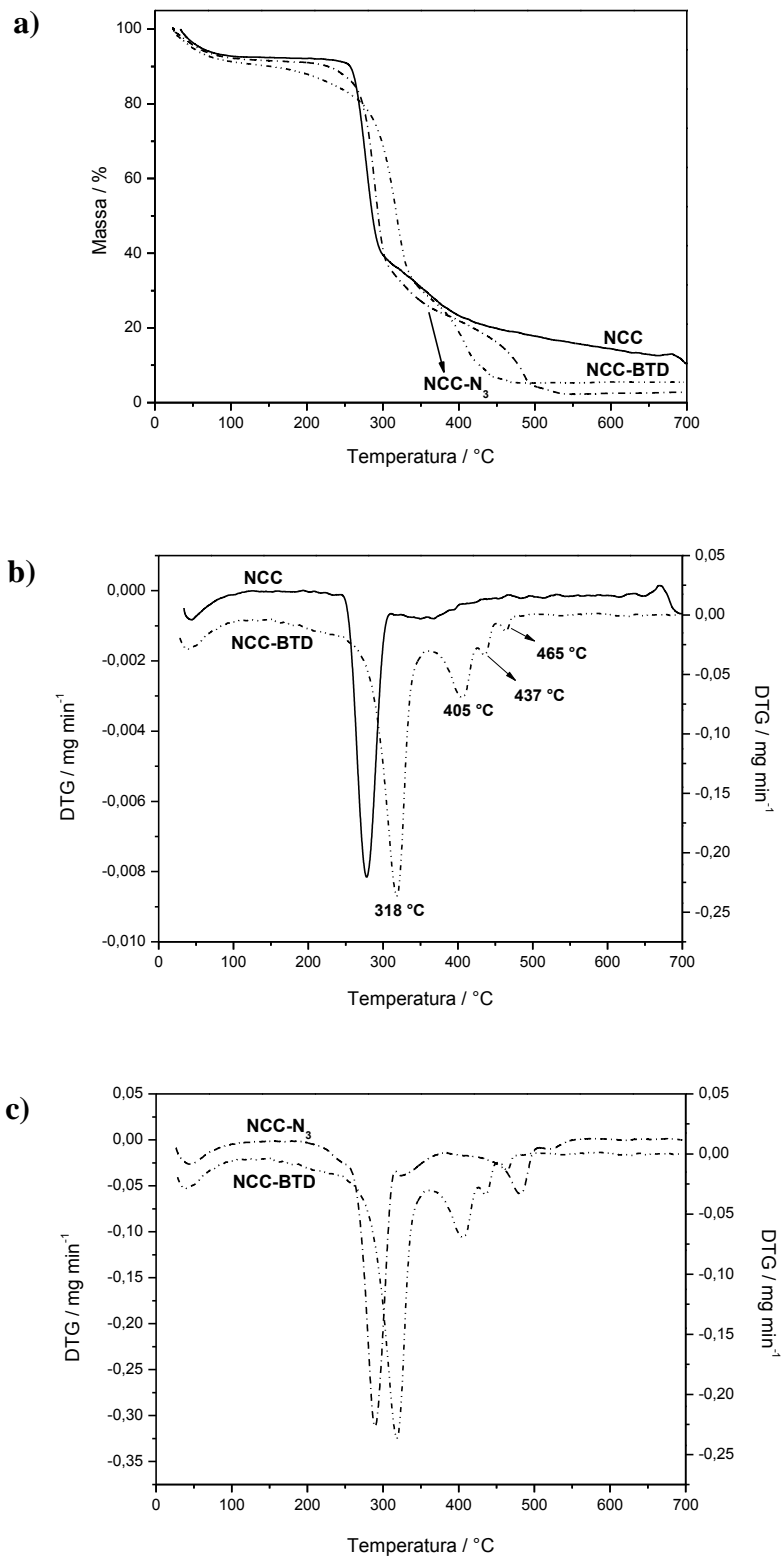 a)
100
80
60
40
20
0
Massa / %
NCC
NCC-BTD
NCC-N₃
0 100 200 300 400 500 600 700
Temperatura / °C
b)
0,000
-0,002
-0,004
-0,006
-0,008
-0,010
DTG / mg min⁻¹
NCC
NCC-BTD
465 °C
437 °C
405 °C
318 °C
0,05
0,00
-0,05
-0,10
-0,15
-0,20
-0,25
DTG / mg min⁻¹
0 100 200 300 400 500 600 700
Temperatura / °C
c)
0,05
0,00
-0,05
-0,10
-0,15
-0,20
-0,25
-0,30
-0,35
DTG / mg min⁻¹
NCC-N₃
NCC-BTD
0,05
0,00
-0,05
-0,10
-0,15
-0,20
-0,25
DTG / mg min⁻¹
0 100 200 300 400 500 600 700
Temperatura / °C